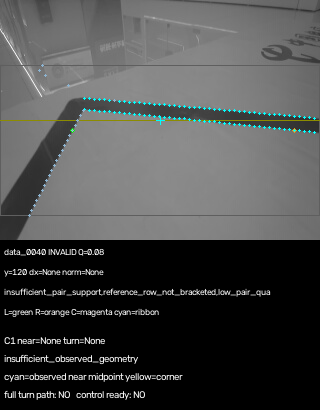 data_0040 INVALID Q=0.08
y=120 dx=None norm=None
insufficient_pair_support,reference_row_not_bracketed,low_pair_qua
L=green R=orange C=magenta cyan=ribbon
C1 near=None turn=None
insufficient_observed_geometry
cyan=observed near midpoint yellow=corner
full turn path: NO control ready: NO